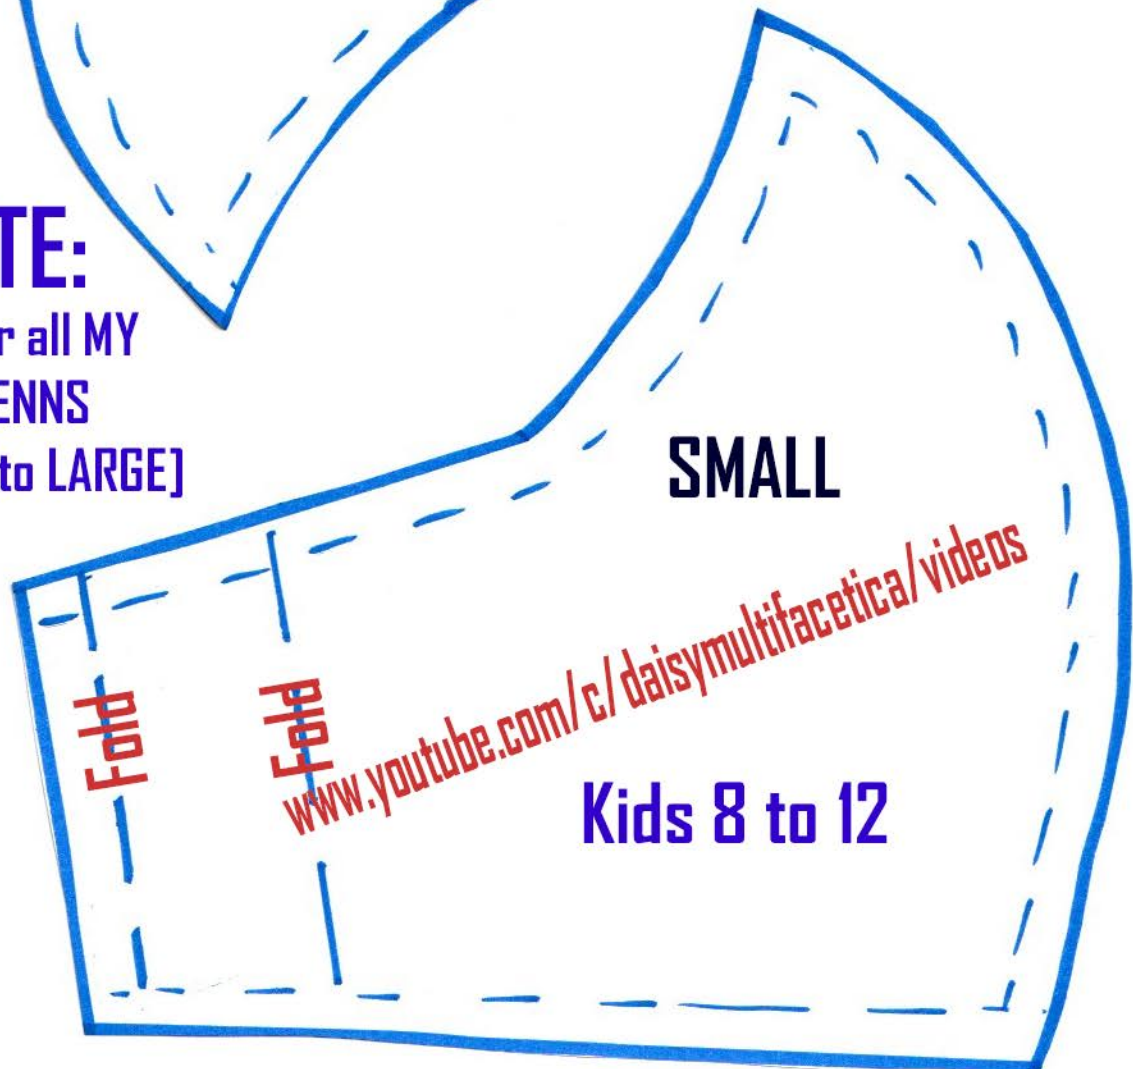 TE:
r all MY
ENNS
to LARGE]
SMALL
Fold
Fold
www.youtube.com/c/daisymultifacetica/videos
Kids 8 to 12